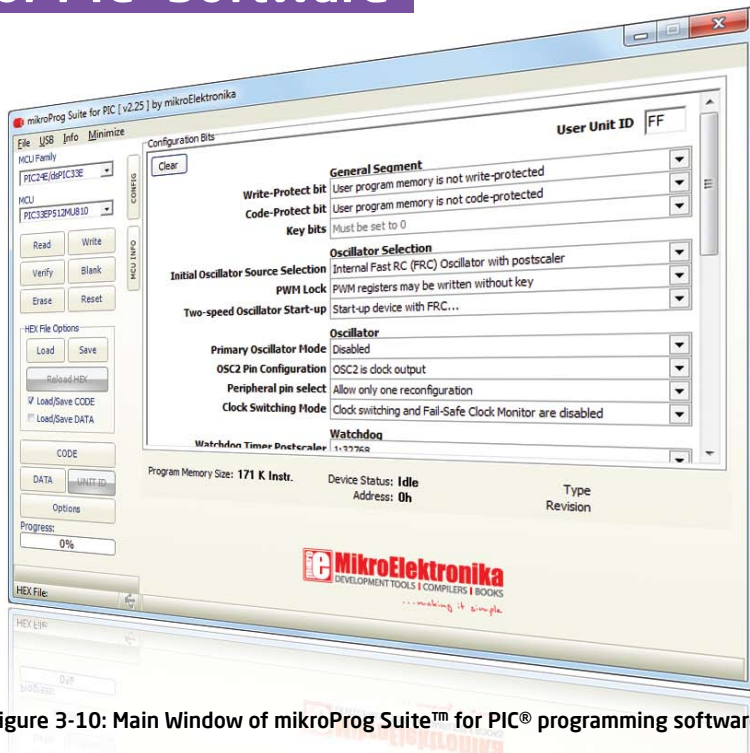 or PIC® Software
mikroProg Suite for PIC [ v2.25 ] by mikroElektronika
File USB Info Minimize
MCU Family
PIC24E/dsPIC33E
MCU
PIC33EP512MU810
Read Write
Verify Blank
Erase Reset
HEX File Options
Load Save
Reload HEX
Load/Save CODE
Load/Save DATA
CODE
DATA UNIT ID
Options
Progress:
0%
HEX File:
CONFIG
MCU INFO
Configuration Bits
Clear
User Unit ID FF
General Segment
Write-Protect bit User program memory is not write-protected
Code-Protect bit User program memory is not code-protected
Key bits Must be set to 0
Oscillator Selection
Initial Oscillator Source Selection Internal Fast RC (FRC) Oscillator with postscaler
PWM Lock PWM registers may be written without key
Two-speed Oscillator Start-up Start-up device with FRC...
Oscillator
Primary Oscillator Mode Disabled
OSC2 Pin Configuration OSC2 is clock output
Peripheral pin select Allow only one reconfiguration
Clock Switching Mode Clock switching and Fail-Safe Clock Monitor are disabled
Watchdog
Watchdog Timer Postscaler 1:32768
Program Memory Size: 171 K Instr.
Device Status: Idle
Address: 0h
Type
Revision
MikroElektronika
DEVELOPMENT TOOLS | COMPILERS | BOOKS
...making it simple
igure 3-10: Main Window of mikroProg Suite™ for PIC® programming softwar